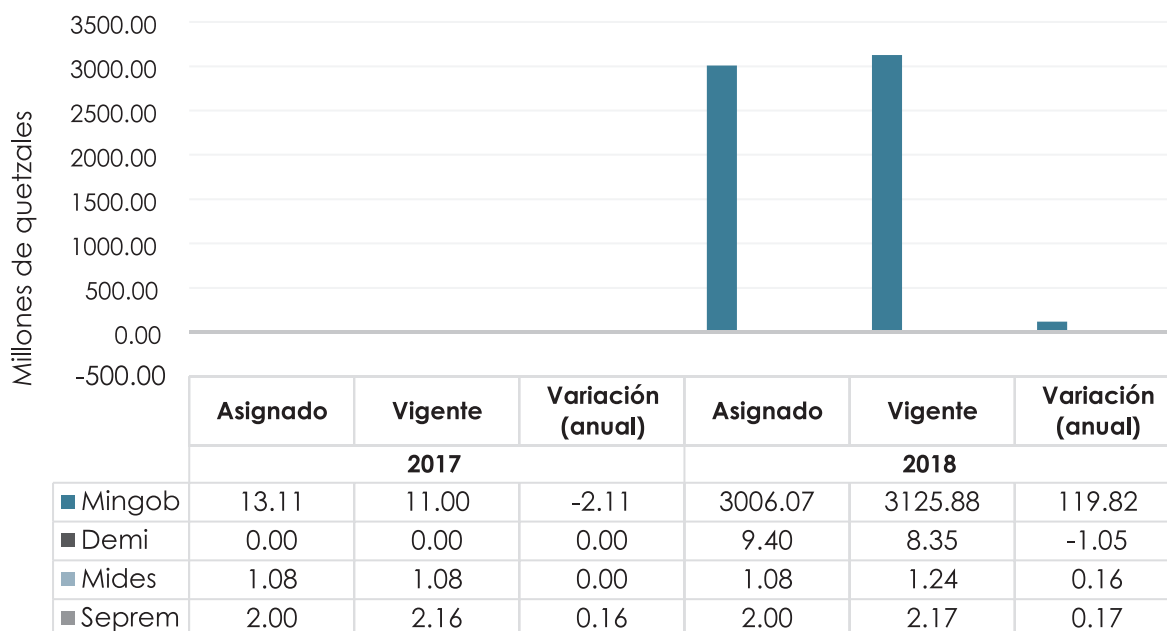 Millones de quetzales
3500.00
3000.00
2500.00
2000.00
1500.00
1000.00
500.00
0.00
-500.00
Asignado Vigente Variación (anual) Asignado Vigente Variación (anual)
2017 2018
Mingob 13.11 11.00 -2.11 3006.07 3125.88 119.82
Demi 0.00 0.00 0.00 9.40 8.35 -1.05
Mides 1.08 1.08 0.00 1.08 1.24 0.16
Seprem 2.00 2.16 0.16 2.00 2.17 0.17